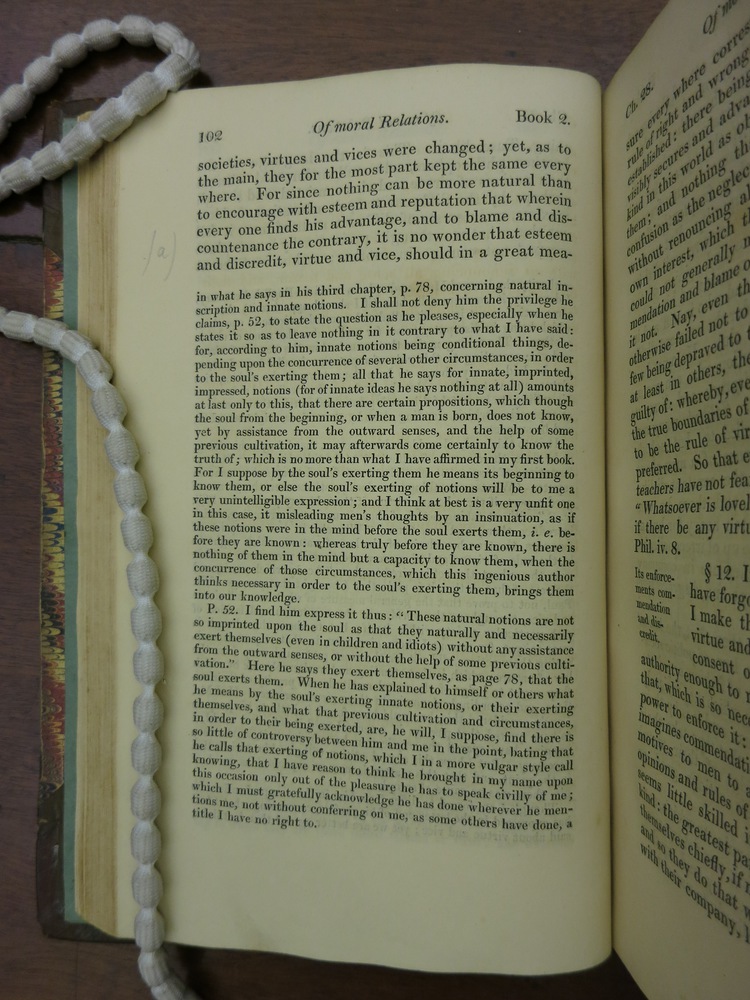 102
Of moral Relations.
Book 2.
societies, virtues and vices were changed; yet, as to
the main, they for the most part kept the same every
where. For since nothing can be more natural than
to encourage with esteem and reputation that wherein
every one finds his advantage, and to blame and dis-
countenance the contrary, it is no wonder that esteem
and discredit, virtue and vice, should in a great mea-
in what he says in his third chapter, p. 78, concerning natural in-
scription and innate notions. I shall not deny him the privilege he
claims, p. 52, to state the question as he pleases, especially when he
states it so as to leave nothing in it contrary to what I have said:
for, according to him, innate notions being conditional things, de-
pending upon the concurrence of several other circumstances, in order
to the soul's exerting them; all that he says for innate, imprinted,
impressed, notions (for of innate ideas he says nothing at all) amounts
at last only to this, that there are certain propositions, which though
the soul from the beginning, or when a man is born, does not know,
yet by assistance from the outward senses, and the help of some
previous cultivation, it may afterwards come certainly to know the
truth of; which is no more than what I have affirmed in my first book.
For I suppose by the soul's exerting them he means its beginning to
know them, or else the soul's exerting of notions will be to me a
very unintelligible expression; and I think at best is a very unfit one
in this case, it misleading men's thoughts by an insinuation, as if
these notions were in the mind before the soul exerts them, i. e. be-
fore they are known: whereas truly before they are known, there is
nothing of them in the mind but a capacity to know them, when the
concurrence of those circumstances, which this ingenious author
thinks necessary in order to the soul's exerting them, brings them
into our knowledge.
P. 52. I find him express it thus: "These natural notions are not
so imprinted upon the soul as that they naturally and necessarily
exert themselves (even in children and idiots) without any assistance
from the outward senses, or without the help of some previous culti-
vation." Here he says they exert themselves, as page 78, that the
soul exerts them. When he has explained to himself or others what
he means by the soul's exerting innate notions, or their exerting
themselves, and what that previous cultivation and circumstances,
in order to their being exerted, are, he will, I suppose, find there is
so little of controversy between him and me in the point, bating that
he calls that exerting of notions, which I in a more vulgar style call
knowing, that I have reason to think he brought in my name upon
this occasion only out of the pleasure he has to speak civilly of me;
which I must gratefully acknowledge he has done wherever he men-
tions me, not without conferring on me, as some others have done, a
title I have no right to.
Ch. 28.
Of
sure every where
rule of right and wrong
established; there being
visibly secures and
kind in this world as
them; and nothing
confusion as the
without renouncing
own interest, which
could not generally
mendation and blame
it not. Nay, even
otherwise failed not to
few being depraved to
at least in others, the
guilty of: whereby,
the true boundaries of
to be the rule of
preferred. So that
teachers have not
"Whatsoever is
if there be any
Phil. iv. 8.
Its enforce-
ments com-
mendation
and dis-
credit.
§ 12.
have
I make
virtue and
consent
authority enough to
that, which is so
power to enforce it:
imagines
motives to men to
opinions and rules of
seems little skilled
kind: the greatest
themselves chiefly, if
and so they do that
with their company,